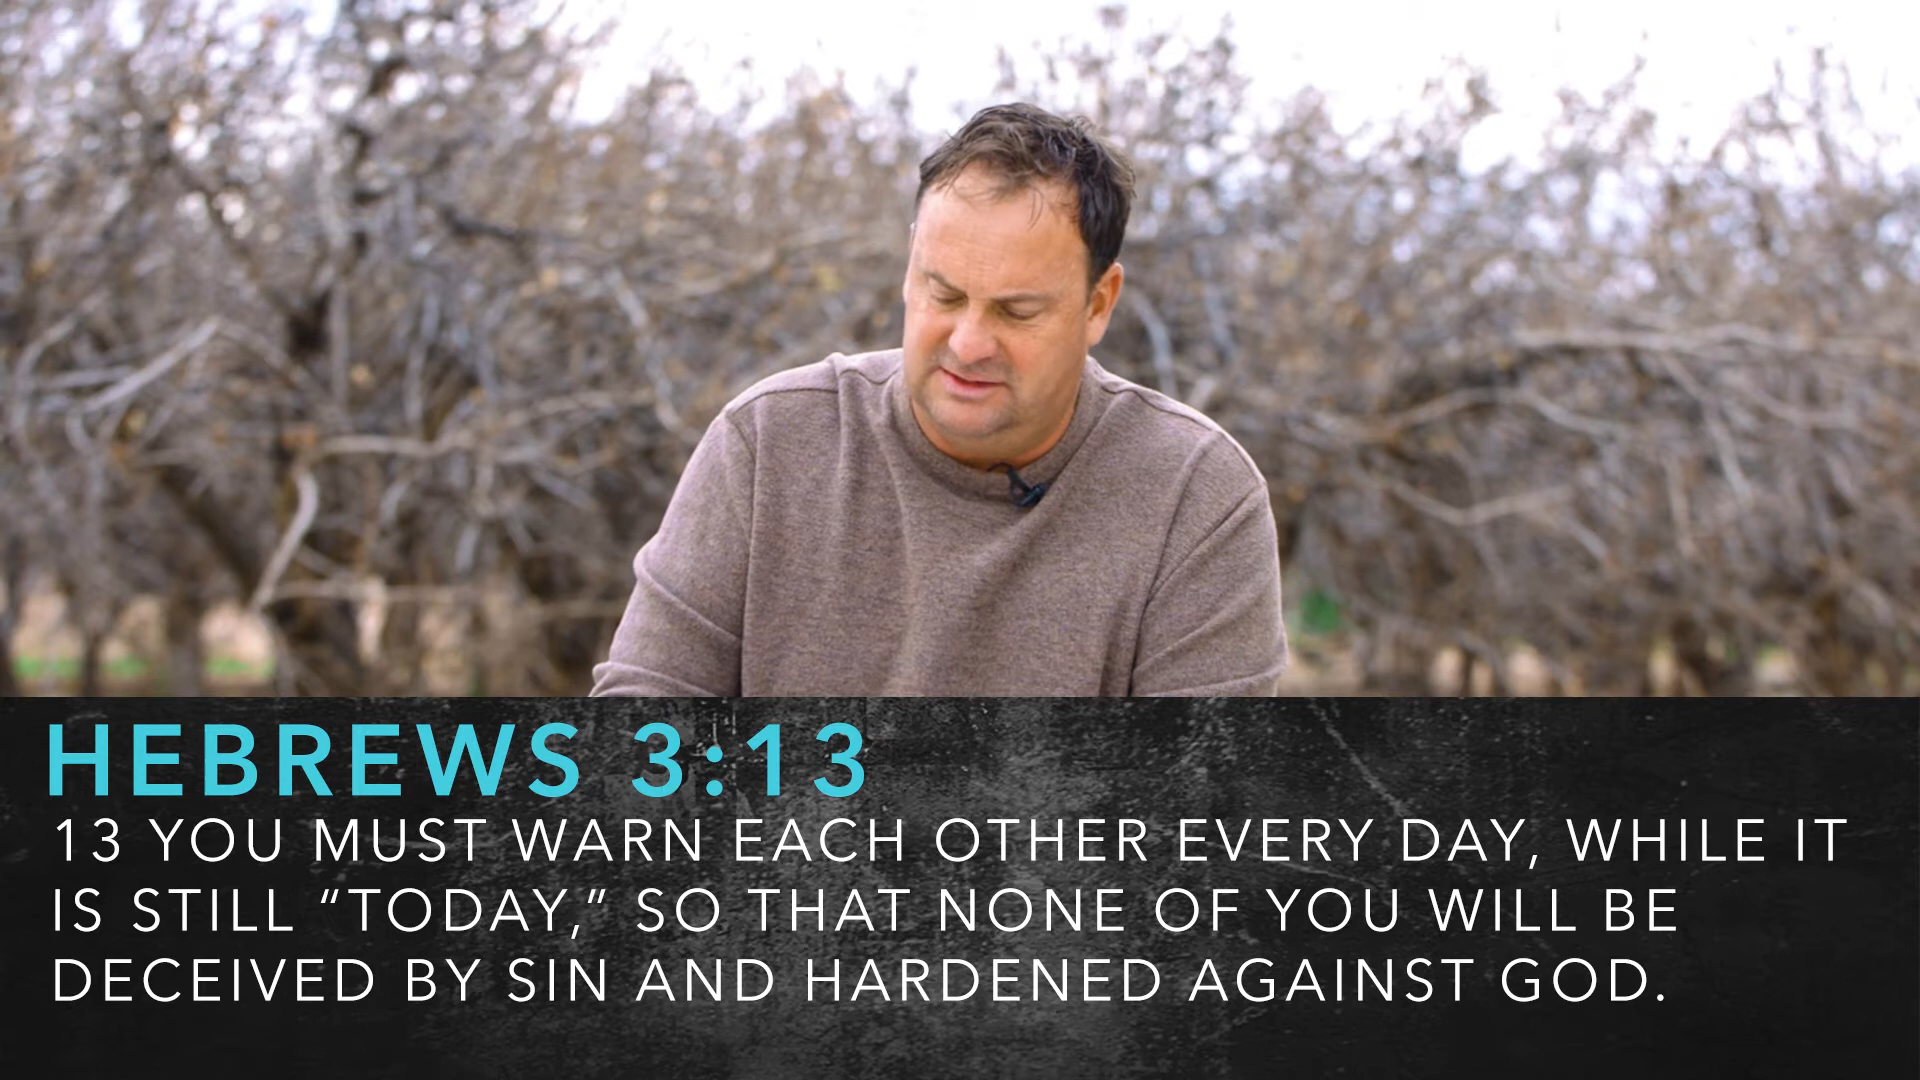 HEBREWS 3:13
13 YOU MUST WARN EACH OTHER EVERY DAY, WHILE IT
IS STILL “TODAY,” SO THAT NONE OF YOU WILL BE
DECEIVED BY SIN AND HARDENED AGAINST GOD.